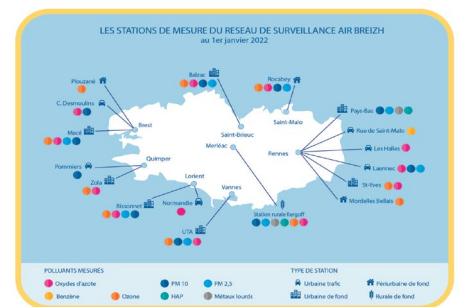 LES STATIONS DE MESURE DU RESEAU DE SURVEILLANCE AIR BREIZH
au 1er janvier 2022
Balzac
Rocabey
Plouzané
C. Desmoulins
Pays-Bas
Macé
Brest
Saint-Brieuc
Saint-Malo
Rue de Saint-Malo
Merléac
Rennes
Les Halles
Pommiers
Quimper
Laennec
Zola
Lorient
Vannes
St-Yves
Bissonnet
Normandie
Mordelles Bellais
UTA
Station rurale Kergoff
POLLUANTS MESURÉS
TYPE DE STATION
Oxydes d'azote
PM 10
PM 2,5
Urbaine trafic
Périurbaine de fond
Benzène
Ozone
HAP
Métaux lourds
Urbaine de fond
Rurale de fond